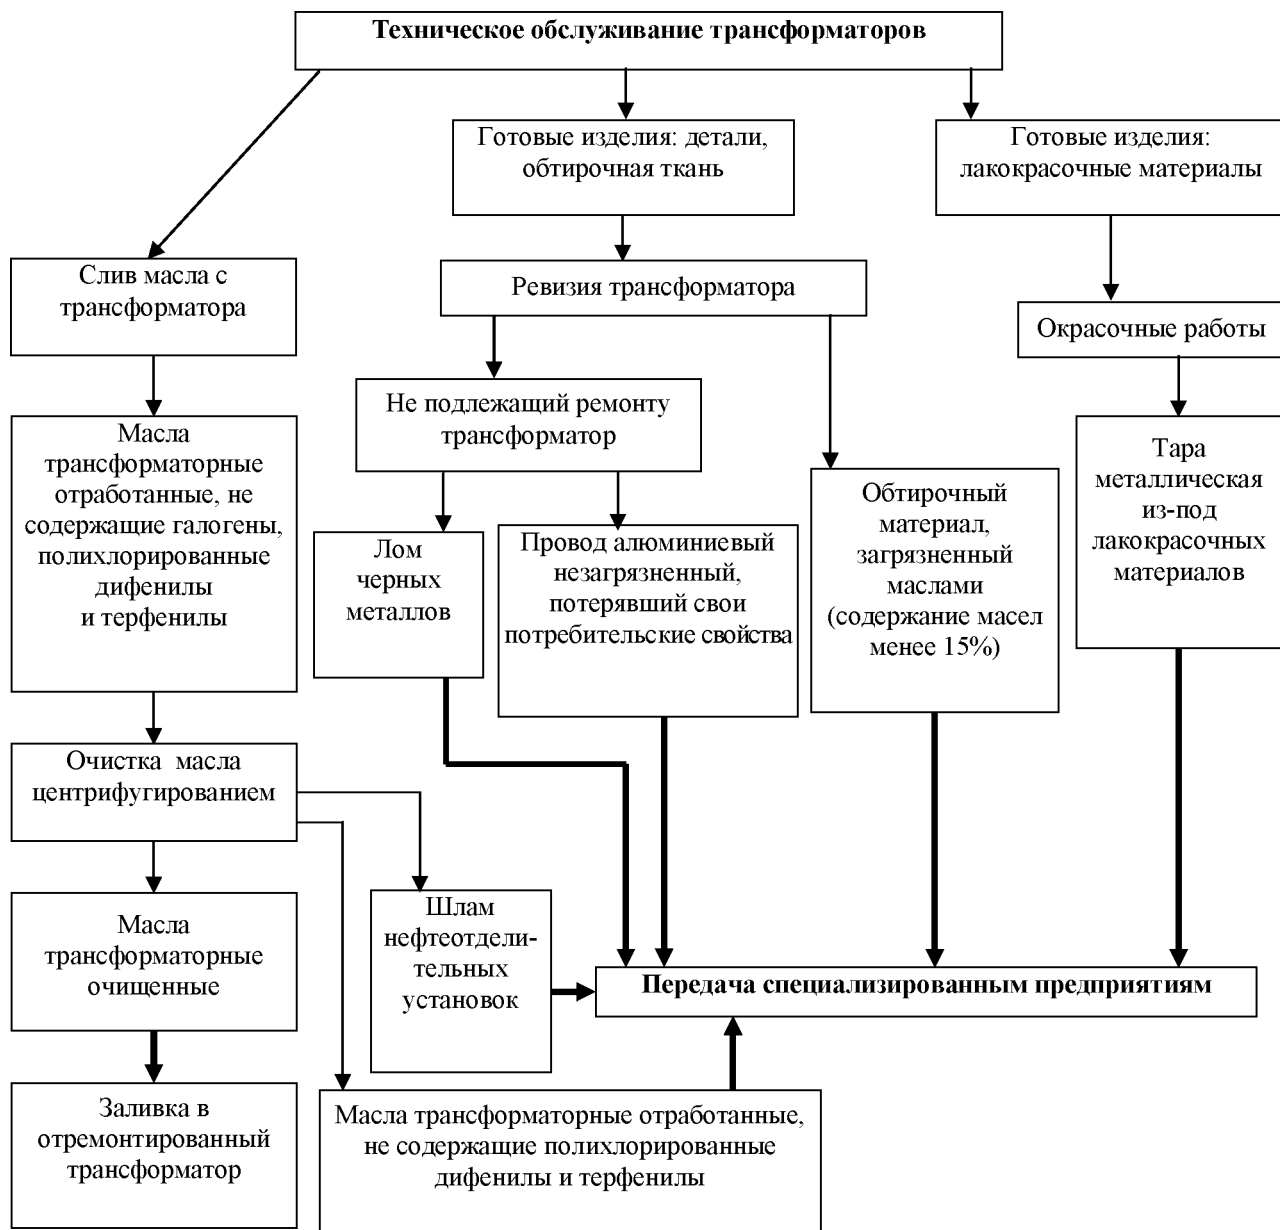 Техническое обслуживание трансформаторов
Готовые изделия: детали,
обтирочная ткань
Готовые изделия:
лакокрасочные материалы
Слив масла с
трансформатора
Ревизия трансформатора
Окрасочные работы
Не подлежащий ремонту
трансформатор
Масла
трансформаторные
отработанные, не
содержащие галогены,
полихлорированные
дифенилы
и терфенилы
Лом
черных
металлов
Провод алюминиевый
незагрязненный,
потерявший свои
потребительские свойства
Обтирочный
материал,
загрязненный
маслами
(содержание масел
менее 15%)
Тара
металлическая
из-под
лакокрасочных
материалов
Очистка масла
центрифугированием
Масла
трансформаторные
очищенные
Шлам
нефтеотдели-
тельных
установок
Передача специализированным предприятиям
Заливка в
отремонтированный
трансформатор
Масла трансформаторные отработанные,
не содержащие полихлорированные
дифенилы и терфенилы